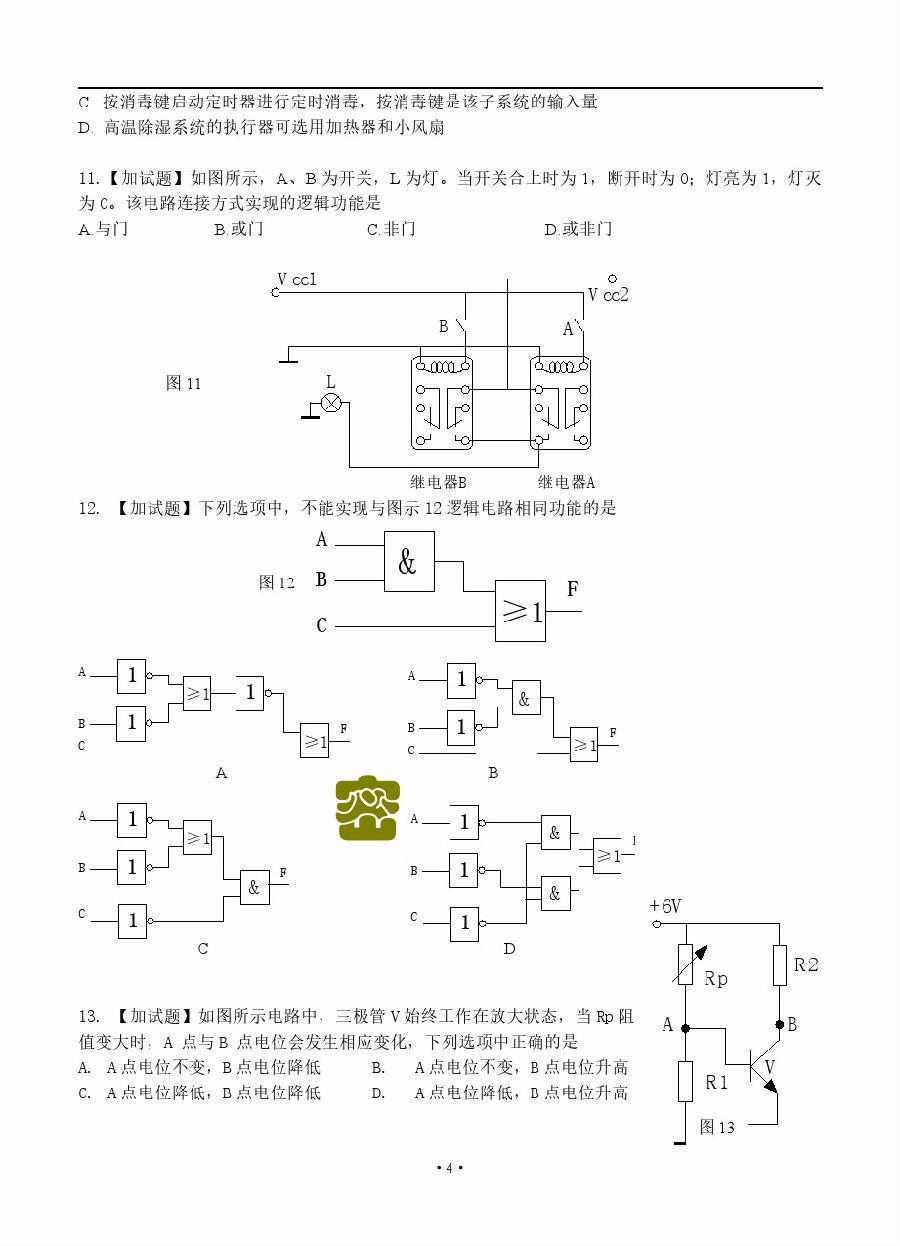 C 按消毒键启动定时器进行定时消毒，按消毒键是该子系统的输入量
D. 高温除湿系统的执行器可选用加热器和小风扇
11.【加试题】如图所示，A、B 为开关，L 为灯。当开关合上时为 1，断开时为 0；灯亮为 1，灯灭
为 0。该电路连接方式实现的逻辑功能是
A.与门 B.或门 C.非门 D.或非门
V cc1
V cc2
B A
图 11
L
继电器B 继电器A
12. 【加试题】下列选项中，不能实现与图示 12 逻辑电路相同功能的是
A
&
图 12 B
F
≥1
C
A 1
≥1 1
B 1
F
C
≥1
A
A 1
&
B 1
F
C
≥1
B
A 1
≥1
B 1
F
&
C 1
C
A 1
&
≥1
B 1
&
C 1
D
+6V
Rp R2
A B
V
R1
图 13
13. 【加试题】如图所示电路中，三极管 V 始终工作在放大状态，当 Rp 阻
值变大时，A 点与 B 点电位会发生相应变化，下列选项中正确的是
A. A 点电位不变，B 点电位降低 B. A 点电位不变，B 点电位升高
C. A 点电位降低，B 点电位降低 D. A 点电位降低，B 点电位升高
·4·